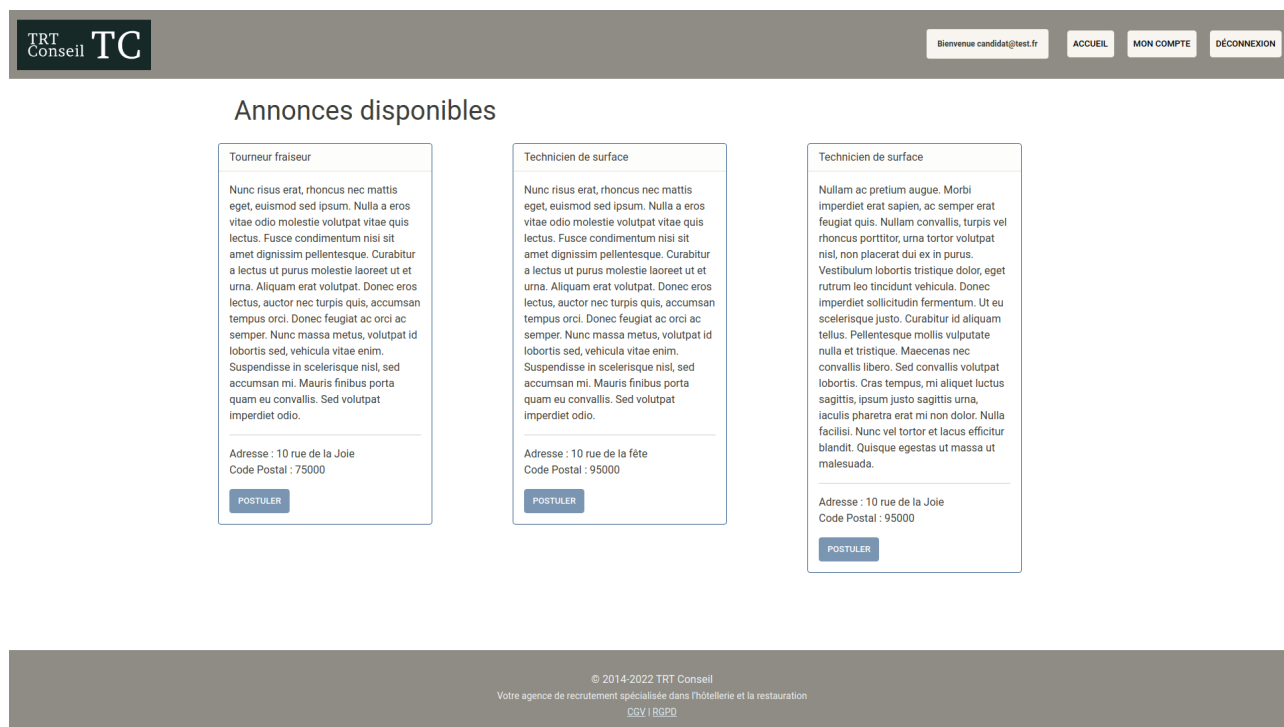 TRT
Conseil TC
Bienvenue candidat@test.fr
ACCUEIL
MON COMPTE
DÉCONNEXION
Annonces disponibles
Tourneur fraiseur
Nunc risus erat, rhoncus nec mattis
eget, euismod sed ipsum. Nulla a eros
vitae odio molestie volutpat vitae quis
lectus. Fusce condimentum nisi sit
amet dignissim pellentesque. Curabitur
a lectus ut purus molestie laoreet ut et
urna. Aliquam erat volutpat. Donec eros
lectus, auctor nec turpis quis, accumsan
tempus orci. Donec feugiat ac orci ac
semper. Nunc massa metus, volutpat id
lobortis sed, vehicula vitae enim.
Suspendisse in scelerisque nisl, sed
accumsan mi. Mauris finibus porta
quam eu convallis. Sed volutpat
imperdiet odio.
Adresse : 10 rue de la Joie
Code Postal : 75000
POSTULER
Technicien de surface
Nunc risus erat, rhoncus nec mattis
eget, euismod sed ipsum. Nulla a eros
vitae odio molestie volutpat vitae quis
lectus. Fusce condimentum nisi sit
amet dignissim pellentesque. Curabitur
a lectus ut purus molestie laoreet ut et
urna. Aliquam erat volutpat. Donec eros
lectus, auctor nec turpis quis, accumsan
tempus orci. Donec feugiat ac orci ac
semper. Nunc massa metus, volutpat id
lobortis sed, vehicula vitae enim.
Suspendisse in scelerisque nisl, sed
accumsan mi. Mauris finibus porta
quam eu convallis. Sed volutpat
imperdiet odio.
Adresse : 10 rue de la fête
Code Postal : 95000
POSTULER
Technicien de surface
Nullam ac pretium augue. Morbi
imperdiet erat sapien, ac semper erat
feugiat quis. Nullam convallis, turpis vel
rhoncus porttitor, urna tortor volutpat
nisl, non placerat dui ex in purus.
Vestibulum lobortis tristique dolor, eget
rutrum leo tincidunt vehicula. Donec
imperdiet sollicitudin fermentum. Ut eu
scelerisque justo. Curabitur id aliquam
tellus. Pellentesque mollis vulputate
nulla et tristique. Maecenas nec
convallis libero. Sed convallis volutpat
lobortis. Cras tempus, mi aliquet luctus
sagittis, ipsum justo sagittis urna,
iaculis pharetra erat mi non dolor. Nulla
facilisi. Nunc vel tortor et lacus efficitur
blandit. Quisque egestas ut massa ut
malesuada.
Adresse : 10 rue de la Joie
Code Postal : 95000
POSTULER
© 2014-2022 TRT Conseil
Votre agence de recrutement spécialisée dans l'hôtellerie et la restauration
CGV | RGPD